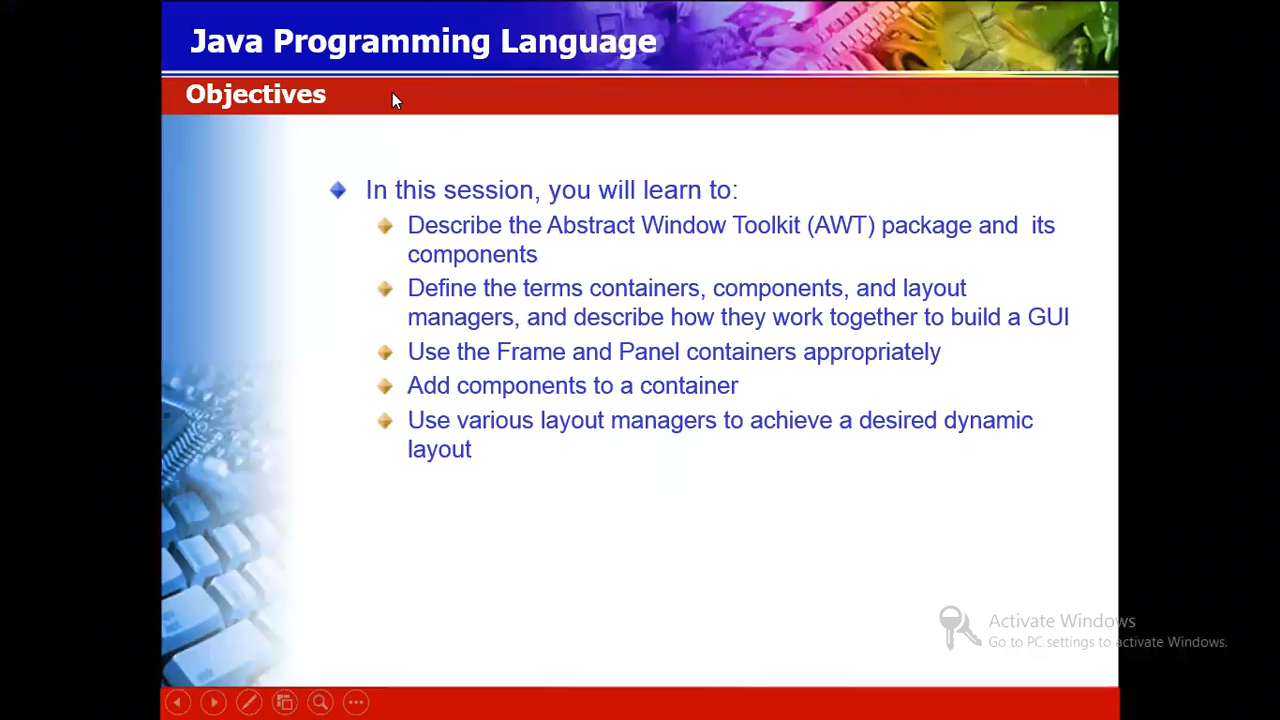 Java Programming Language
Objectives
In this session, you will learn to:
Describe the Abstract Window Toolkit (AWT) package and its
components
Define the terms containers, components, and layout
managers, and describe how they work together to build a GUI
Use the Frame and Panel containers appropriately
Add components to a container
Use various layout managers to achieve a desired dynamic
layout
Activate Windows
Go to PC settings to activate Windows.